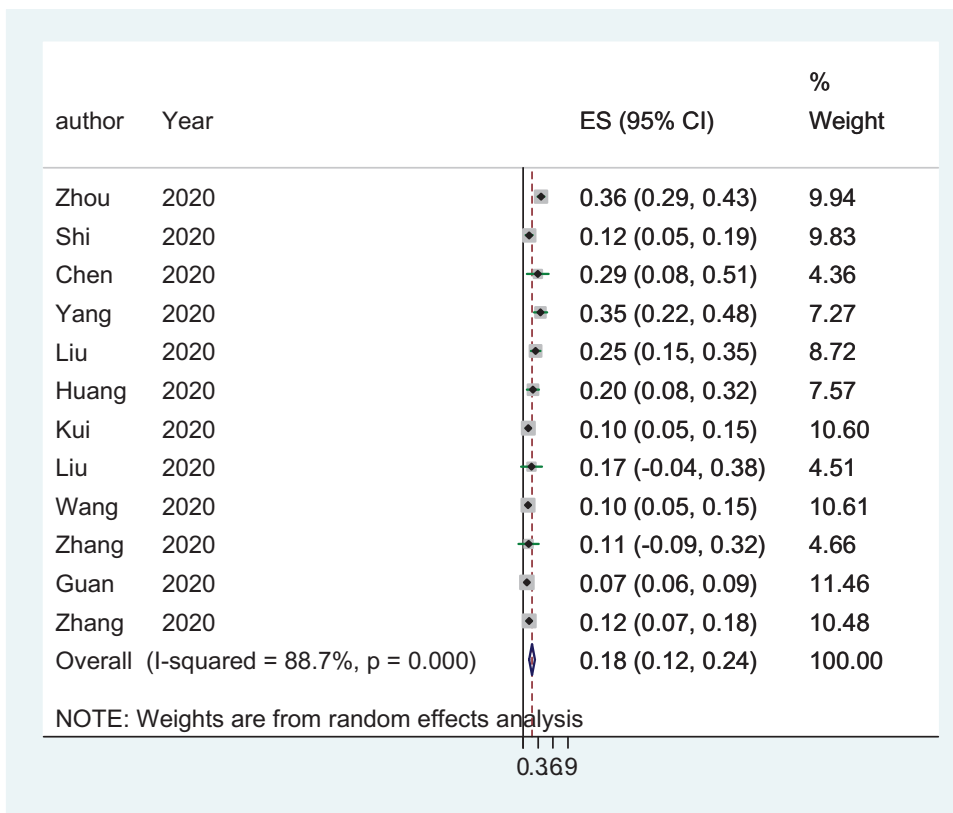 %
author Year ES (95% CI) Weight
Zhou 2020 0.36 (0.29, 0.43) 9.94
Shi 2020 0.12 (0.05, 0.19) 9.83
Chen 2020 0.29 (0.08, 0.51) 4.36
Yang 2020 0.35 (0.22, 0.48) 7.27
Liu 2020 0.25 (0.15, 0.35) 8.72
Huang 2020 0.20 (0.08, 0.32) 7.57
Kui 2020 0.10 (0.05, 0.15) 10.60
Liu 2020 0.17 (-0.04, 0.38) 4.51
Wang 2020 0.10 (0.05, 0.15) 10.61
Zhang 2020 0.11 (-0.09, 0.32) 4.66
Guan 2020 0.07 (0.06, 0.09) 11.46
Zhang 2020 0.12 (0.07, 0.18) 10.48
Overall (I-squared = 88.7%, p = 0.000) 0.18 (0.12, 0.24) 100.00
NOTE: Weights are from random effects analysis
0 .3 .6 .9